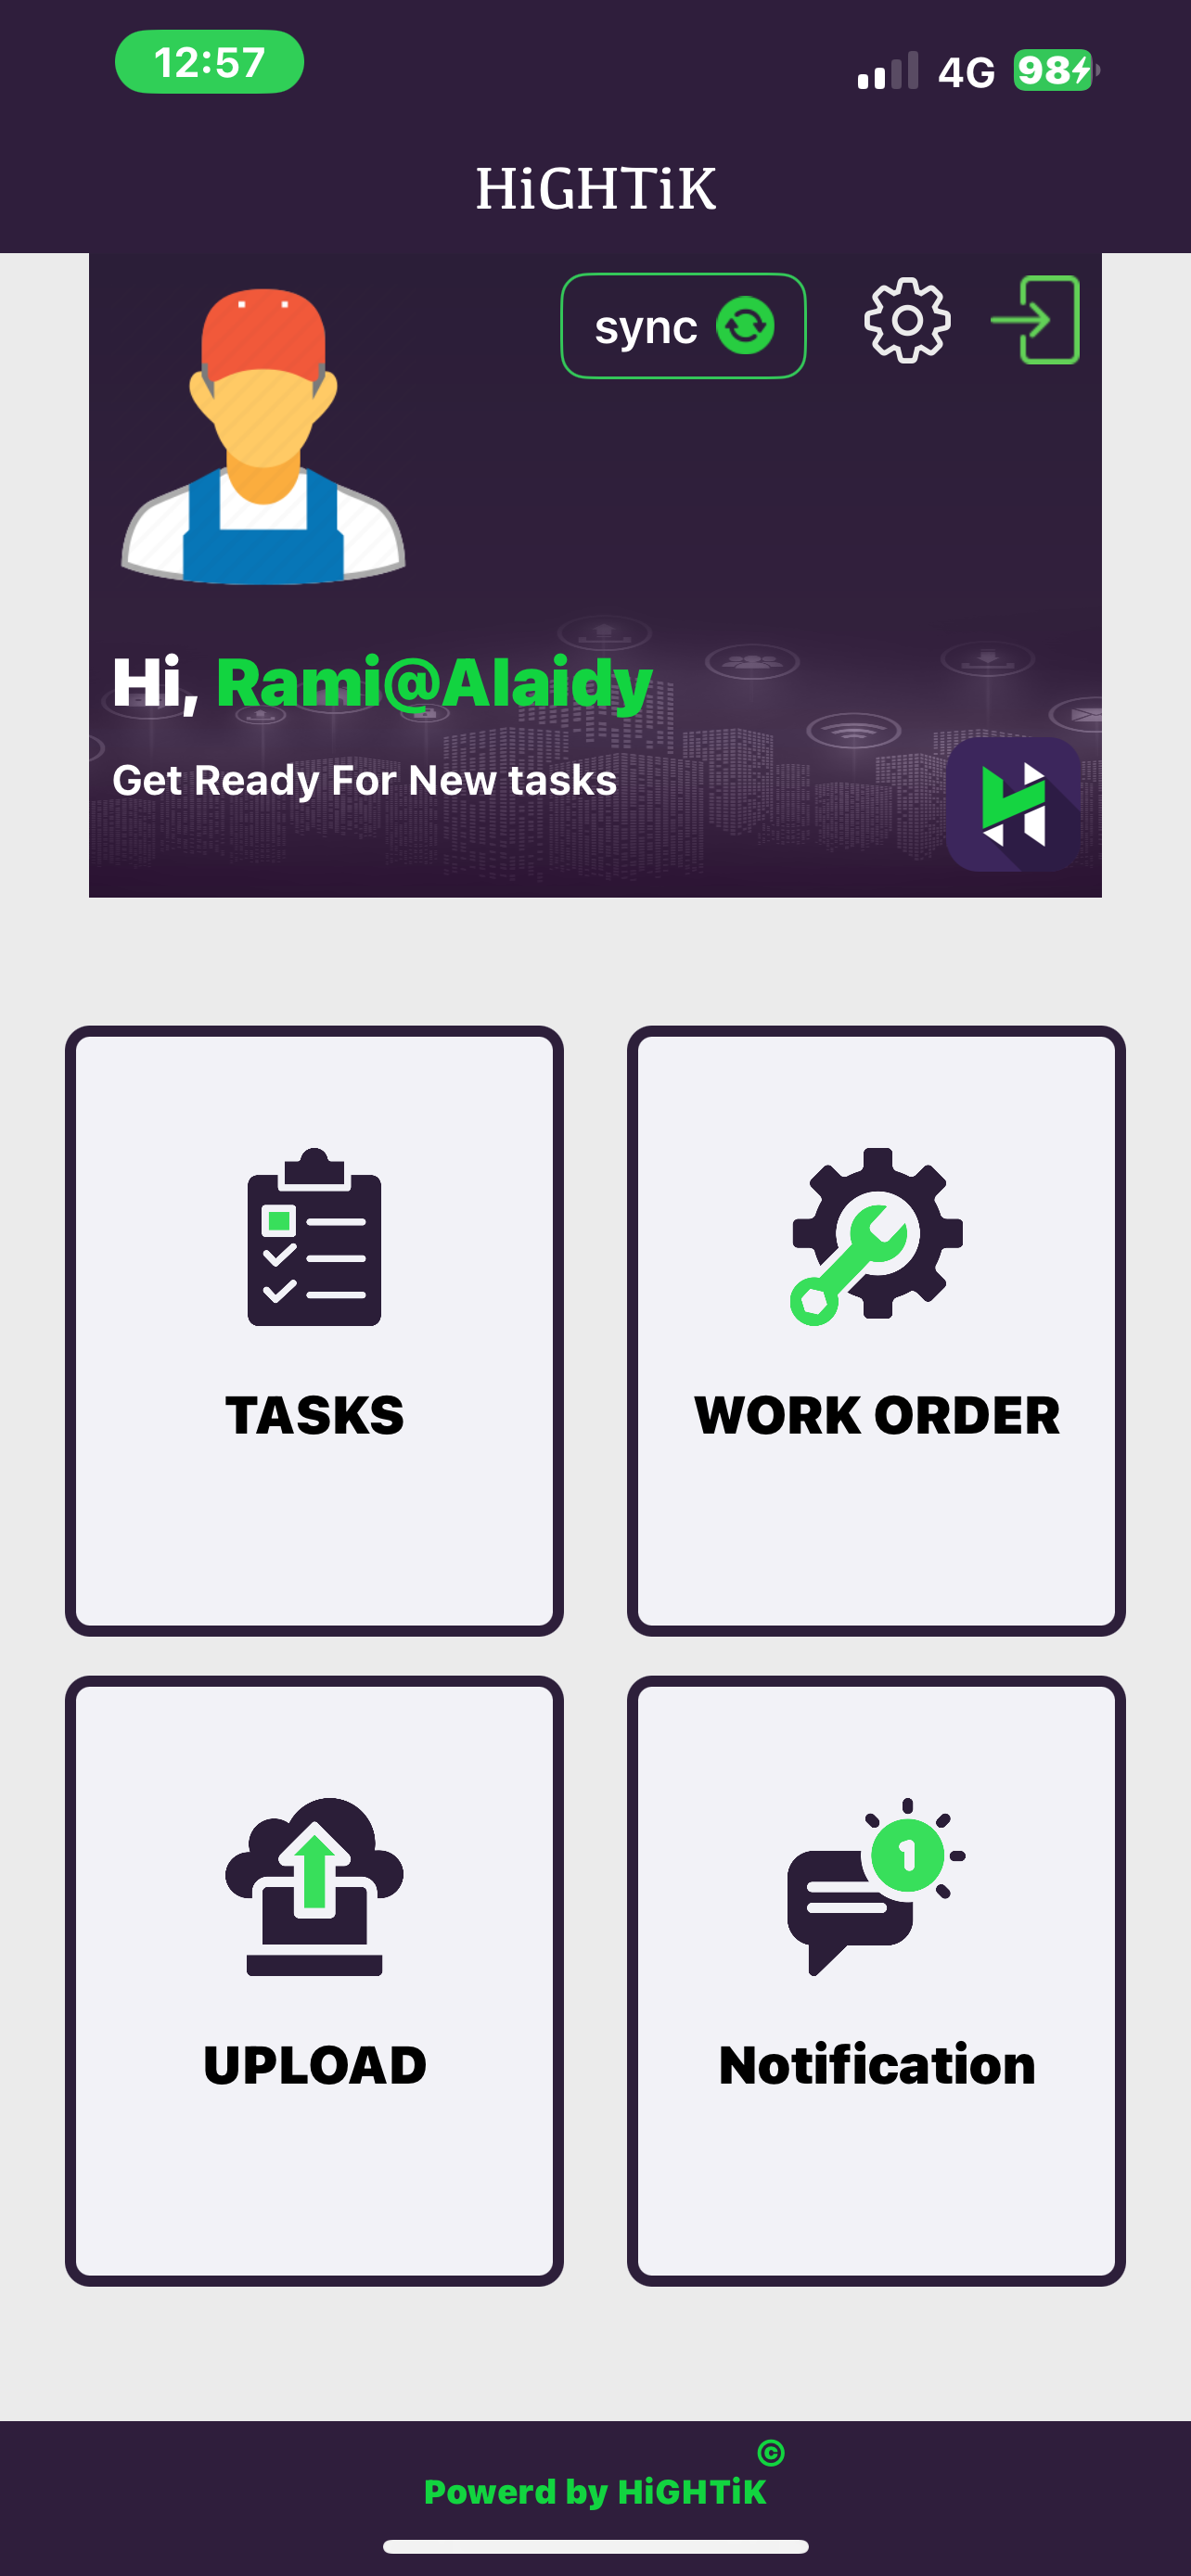 12:57
4G 98
HiGHTiK
sync
Hi, Rami@Alaidy
Get Ready For New tasks
TASKS
WORK ORDER
1
UPLOAD
Notification
Powerd by HiGHTiK ©